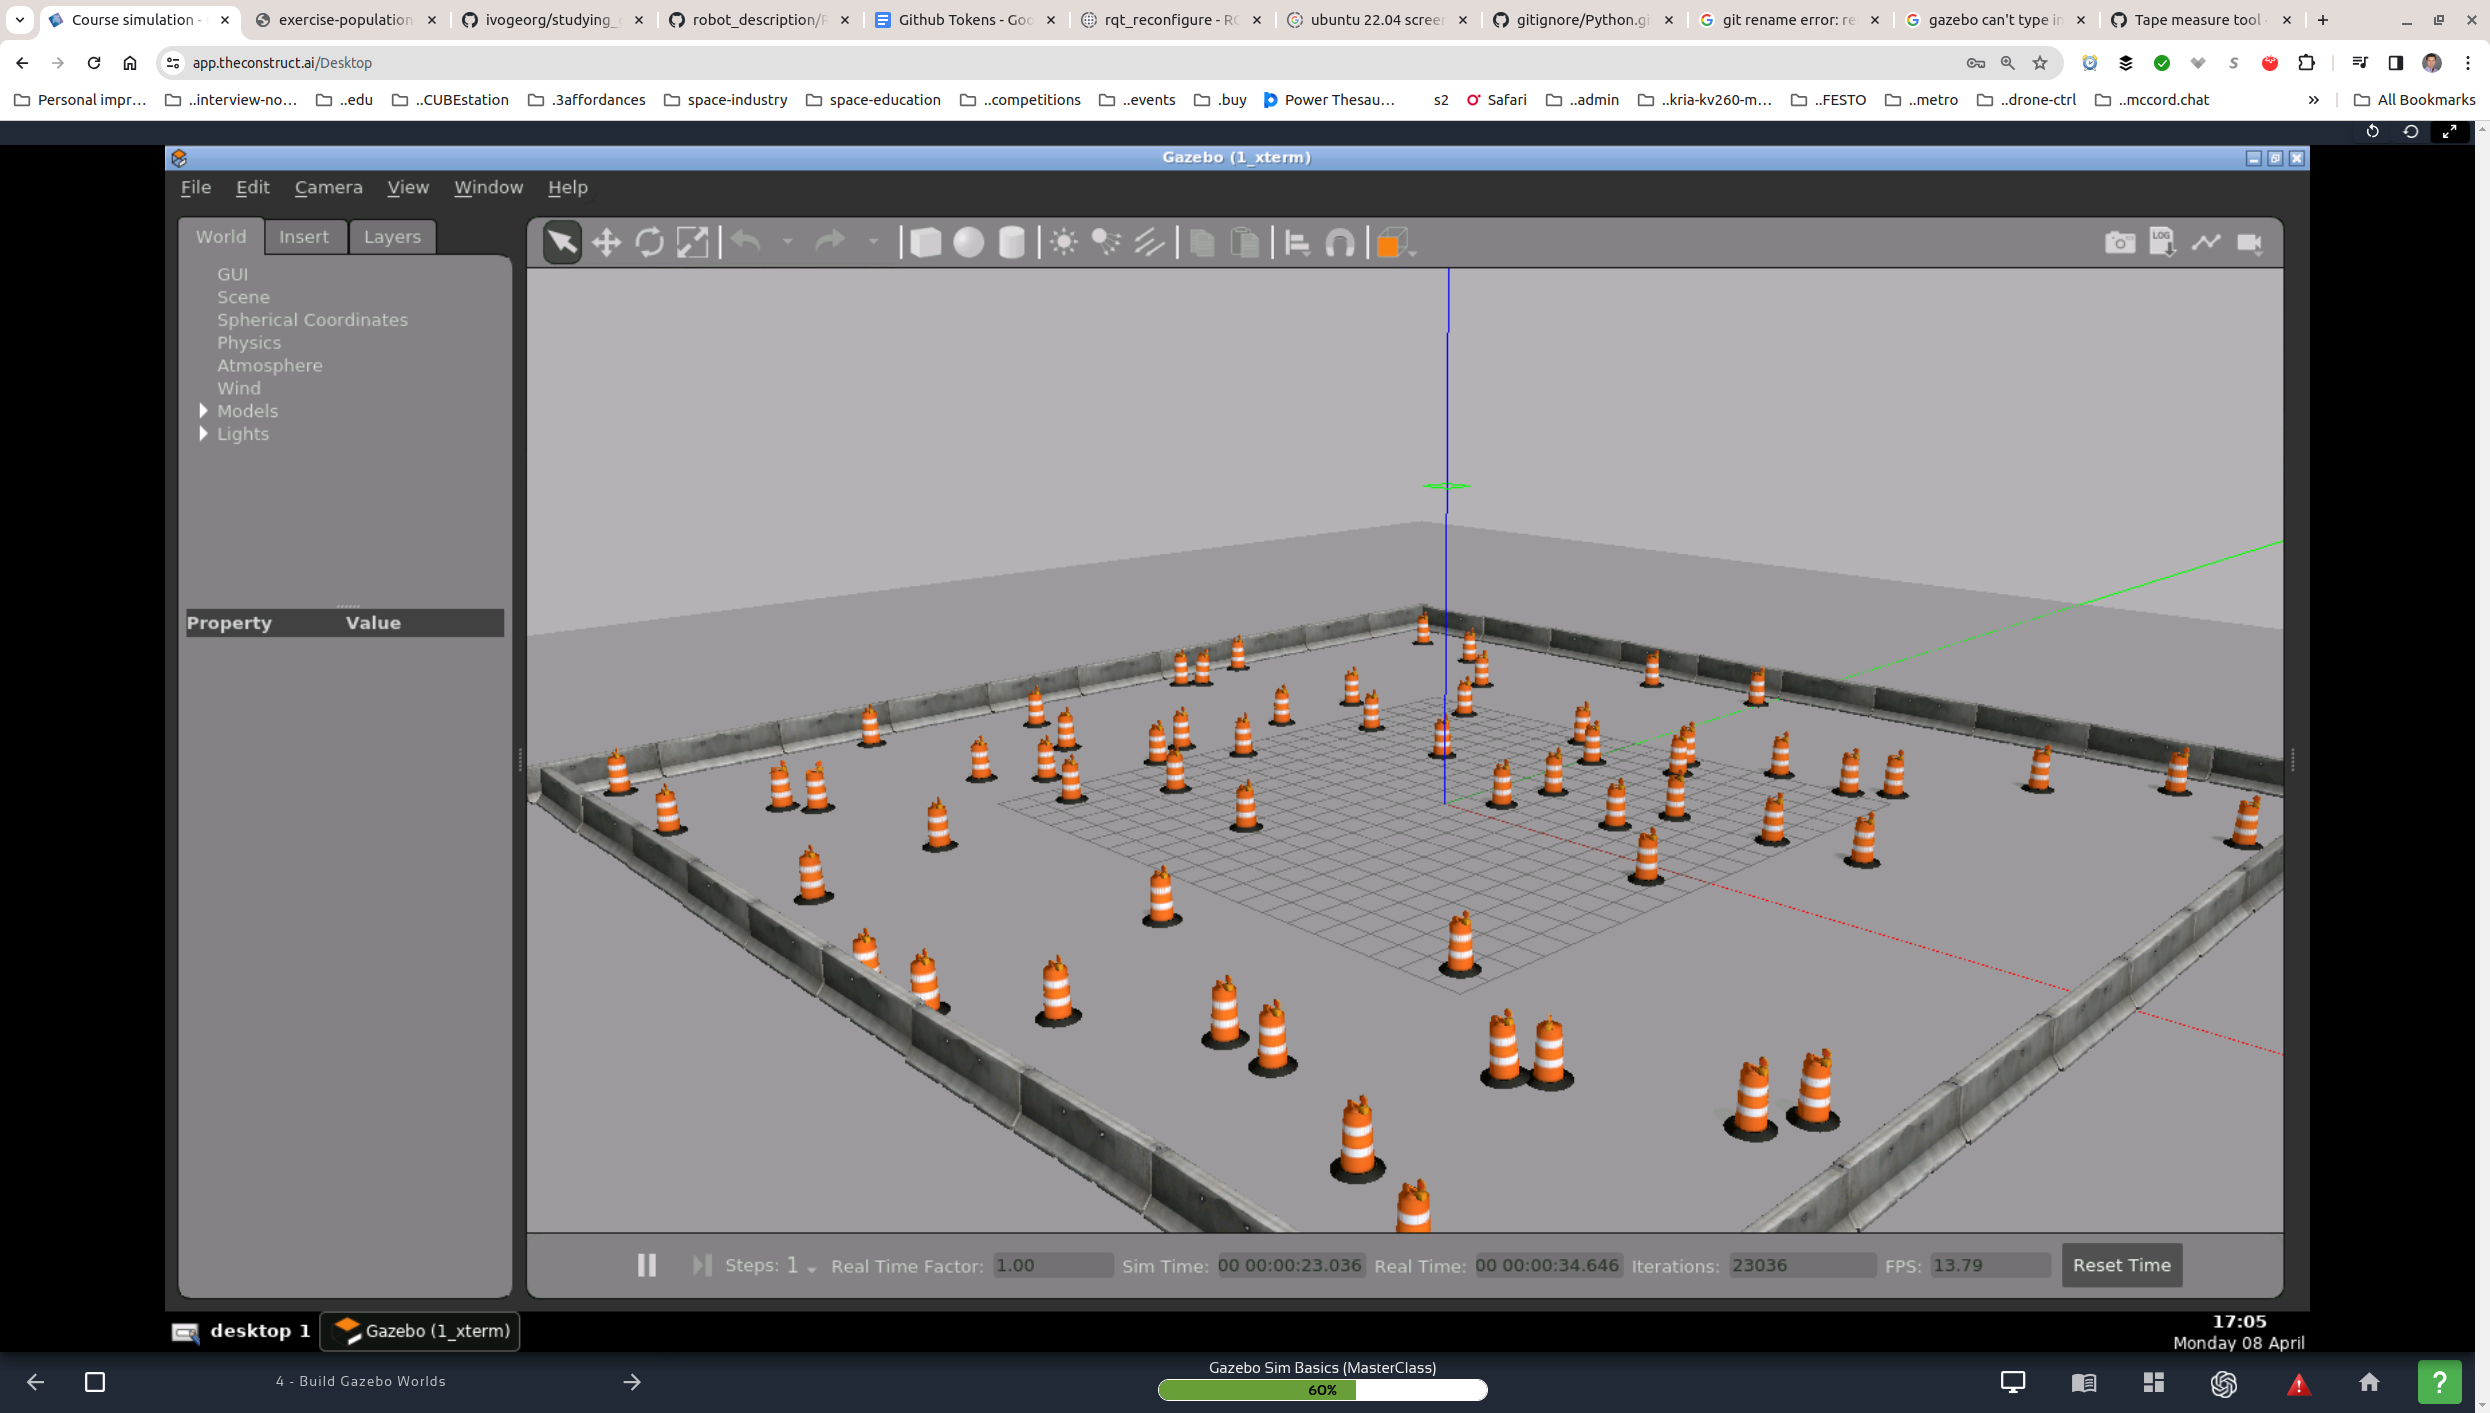 Course simulation -
exercise-population
ivogeorg/studying_
robot_description/
Github Tokens - Goo
rqt_reconfigure - RO
ubuntu 22.04 scree
gitignore/Python.gi
git rename error: re
gazebo can't type in
Tape measure tool
app.theconstruct.ai/Desktop
Personal impr...
..interview-no...
..edu
..CUBEstation
.3affordances
space-industry
space-education
..competitions
..events
.buy
Power Thesau...
s2
Safari
..admin
..kria-kv260-m...
..FESTO
..metro
..drone-ctrl
..mccord.chat
»
All Bookmarks
Gazebo (1_xterm)
File Edit Camera View Window Help
World Insert Layers
LOG
GUI
Scene
Spherical Coordinates
Physics
Atmosphere
Wind
Models
Lights
Property Value
Steps: 1 Real Time Factor: 1.00 Sim Time: 00 00:00:23.036 Real Time: 00 00:00:34.646 Iterations: 23036 FPS: 13.79 Reset Time
desktop 1 Gazebo (1_xterm)
17:05
Monday 08 April
4 - Build Gazebo Worlds
Gazebo Sim Basics (MasterClass)
60%
?